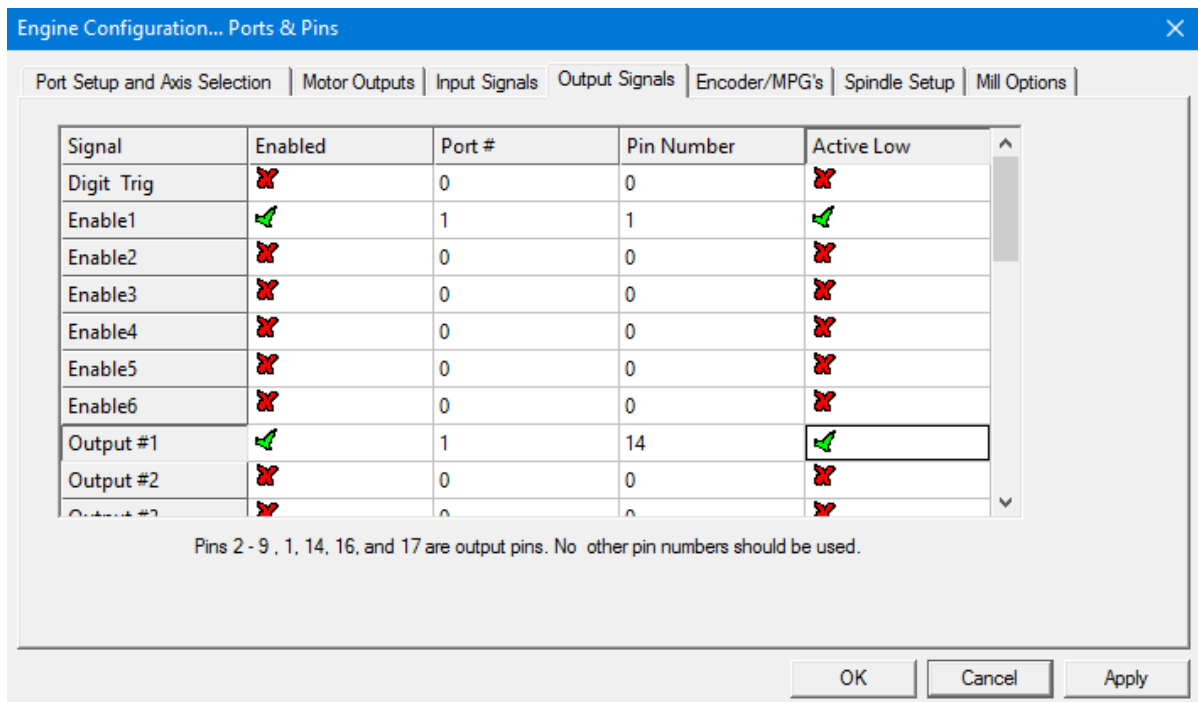 Engine Configuration... Ports & Pins
Port Setup and Axis Selection Motor Outputs Input Signals Output Signals Encoder/MPG's Spindle Setup Mill Options
Signal Enabled Port # Pin Number Active Low
Digit Trig 0 0
Enable1 1 1
Enable2 0 0
Enable3 0 0
Enable4 0 0
Enable5 0 0
Enable6 0 0
Output #1 1 14
Output #2 0 0
Pins 2 - 9 , 1, 14, 16, and 17 are output pins. No other pin numbers should be used.
OK Cancel Apply